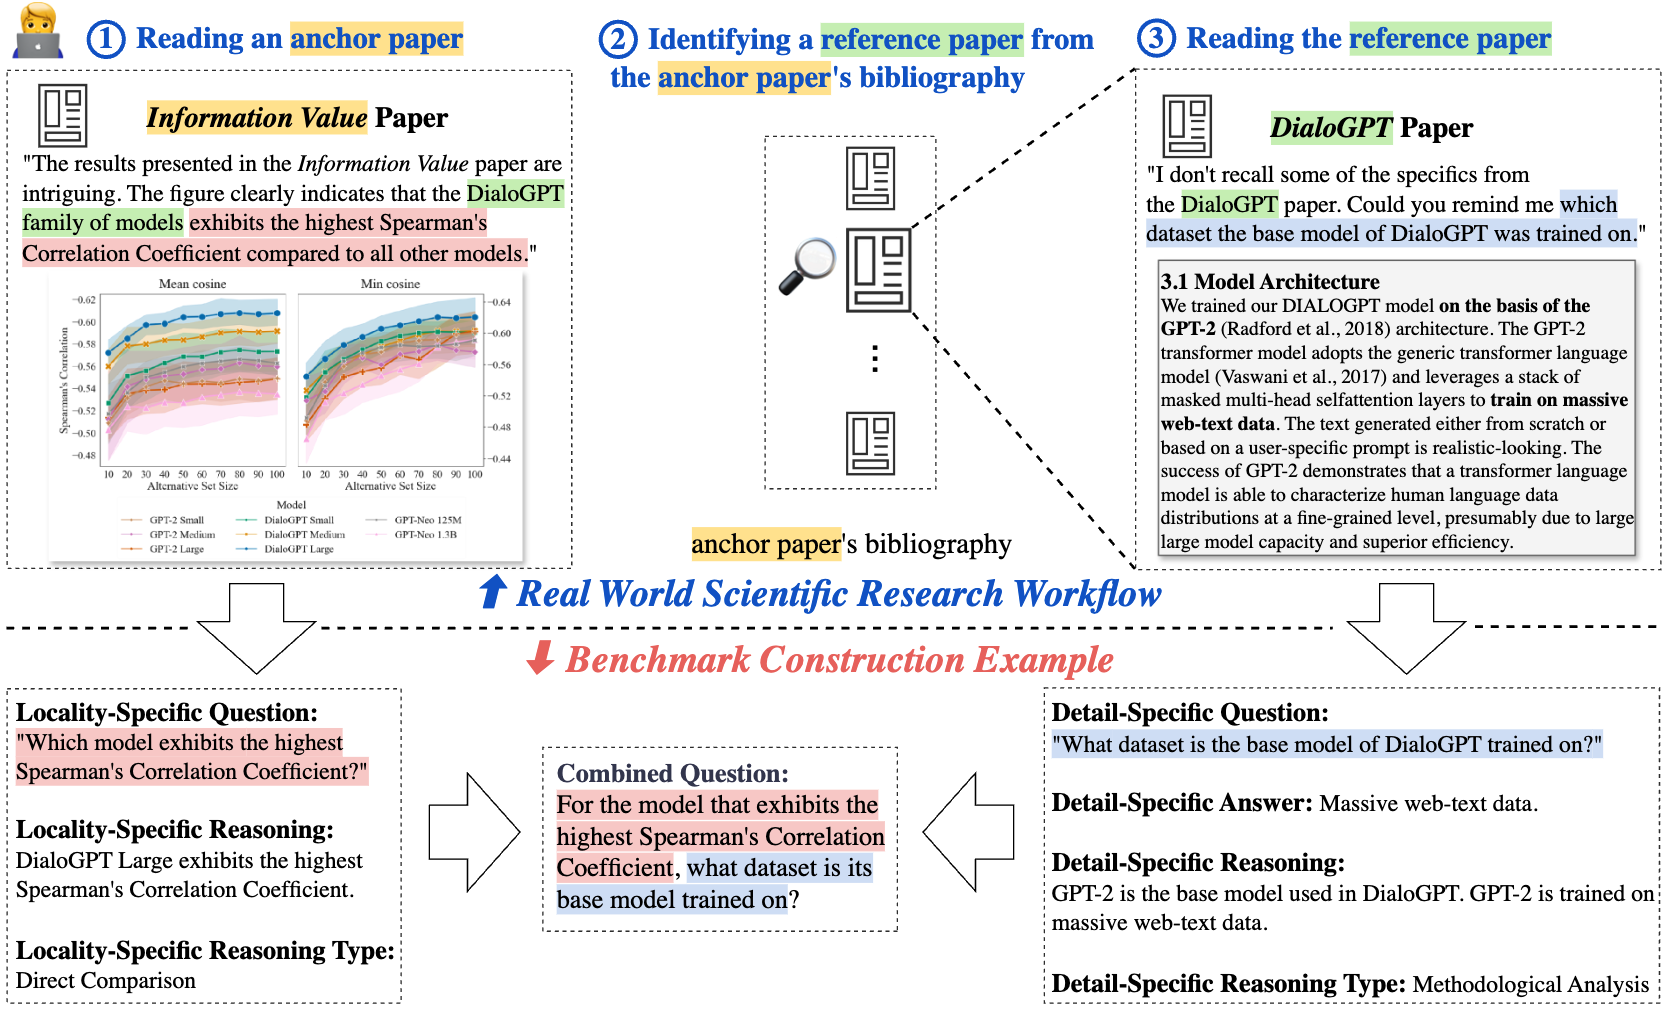 1 Reading an anchor paper
2 Identifying a reference paper from
the anchor paper's bibliography
3 Reading the reference paper
Information Value Paper
"The results presented in the Information Value paper are
intriguing. The figure clearly indicates that the DialoGPT
family of models exhibits the highest Spearman's
Correlation Coefficient compared to all other models."
Mean cosine
Min cosine
Spearman's Correlation
−0.62
−0.60
−0.58
−0.56
−0.54
−0.52
−0.50
−0.48
−0.64
−0.60
−0.56
−0.52
−0.48
−0.44
10 20 30 40 50 60 70 80 90 100
10 20 30 40 50 60 70 80 90 100
Alternative Set Size
Alternative Set Size
Model
GPT-2 Small DialoGPT Small GPT-Neo 125M
GPT-2 Medium DialoGPT Medium GPT-Neo 1.3B
GPT-2 Large DialoGPT Large
anchor paper's bibliography
DialoGPT Paper
"I don't recall some of the specifics from
the DialoGPT paper. Could you remind me which
dataset the base model of DialoGPT was trained on."
3.1 Model Architecture
We trained our DIALOGPT model on the basis of the
GPT-2 (Radford et al., 2018) architecture. The GPT-2
transformer model adopts the generic transformer language
model (Vaswani et al., 2017) and leverages a stack of
masked multi-head selfattention layers to train on massive
web-text data. The text generated either from scratch or
based on a user-specific prompt is realistic-looking. The
success of GPT-2 demonstrates that a transformer language
model is able to characterize human language data
distributions at a fine-grained level, presumably due to large
large model capacity and superior efficiency.
Real World Scientific Research Workflow
Benchmark Construction Example
Locality-Specific Question:
"Which model exhibits the highest
Spearman's Correlation Coefficient?"
Locality-Specific Reasoning:
DialoGPT Large exhibits the highest
Spearman's Correlation Coefficient.
Locality-Specific Reasoning Type:
Direct Comparison
Combined Question:
For the model that exhibits the
highest Spearman's Correlation
Coefficient, what dataset is its
base model trained on?
Detail-Specific Question:
"What dataset is the base model of DialoGPT trained on?"
Detail-Specific Answer: Massive web-text data.
Detail-Specific Reasoning:
GPT-2 is the base model used in DialoGPT. GPT-2 is trained on
massive web-text data.
Detail-Specific Reasoning Type: Methodological Analysis